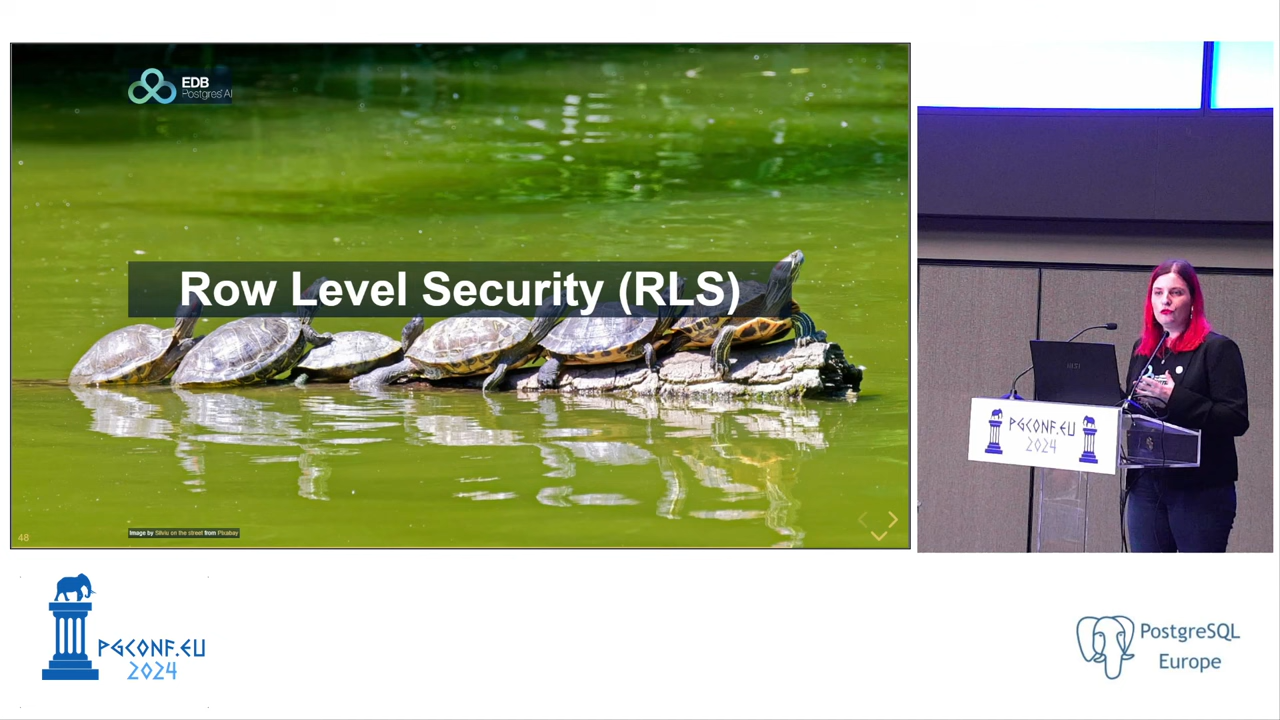 EDB
Postgres AI
Row Level Security (RLS)
Image by Silviu on the street from Pixabay
48
PGCONF.EU
2024
PGCONF.EU
2024
PostgreSQL
Europe